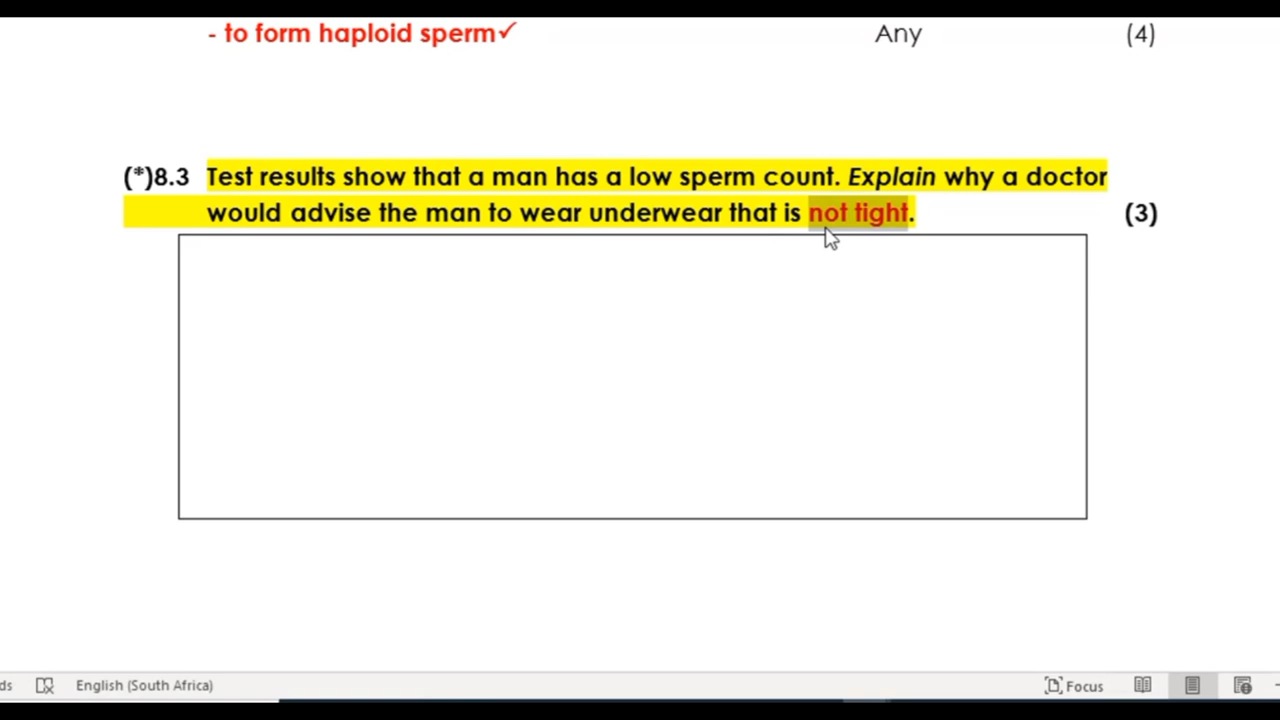 - to form haploid sperm✓ Any (4)
(*)8.3 Test results show that a man has a low sperm count. Explain why a doctor
would advise the man to wear underwear that is not tight. (3)
ds English (South Africa) Focus